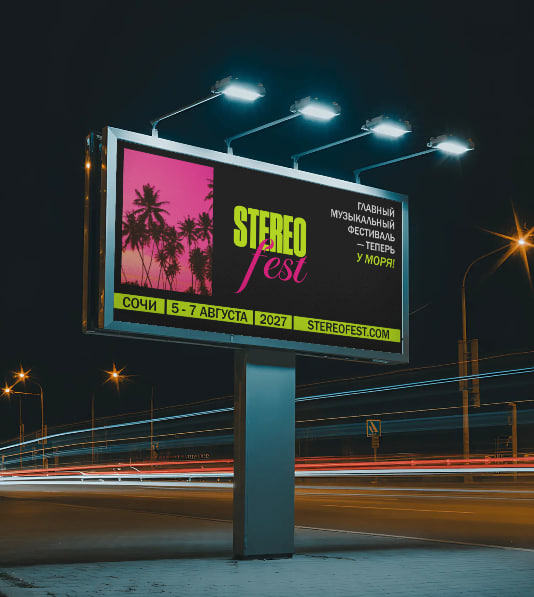 STEREO
fest
ГЛАВНЫЙ
МУЗЫКАЛЬНЫЙ
ФЕСТИВАЛЬ
— ТЕПЕРЬ
У МОРЯ!
СОЧИ 5 - 7 АВГУСТА 2027 STEREOFEST.COM